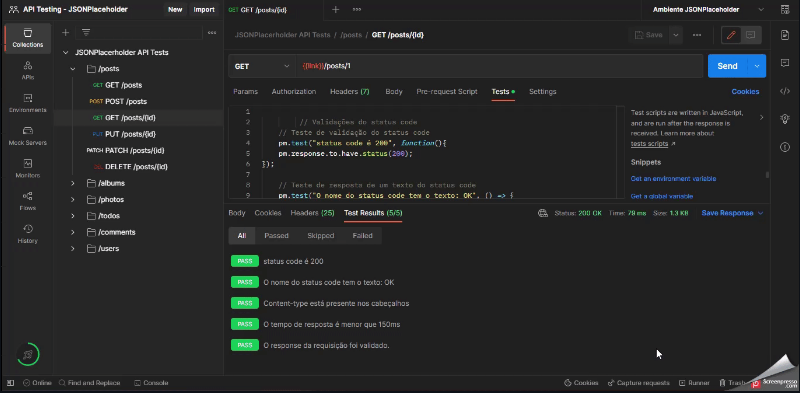 API Testing - JSONPlaceholder
New
Import
GET GET /posts/{id}
Ambiente JSONPlaceholder
Collections
APIs
Environments
Mock Servers
Monitors
Flows
History
JSONPlacerholder API Tests
/posts
GET GET /posts
POST POST /posts
GET GET /posts/{id}
PUT PUT /posts/{id}
PATCH PATCH /posts/{id}
DEL DELETE /posts/{id}
/albums
/photos
/todos
/comments
/users
JSONPlacerholder API Tests / /posts / GET /posts/{id}
Save
GET
{{link}}/posts/1
Send
Params
Authorization
Headers (7)
Body
Pre-request Script
Tests
Settings
Cookies
1
2 // Validações do status code
3 // Teste de validação do status code
4 pm.test("status code é 200", function(){
5 pm.response.to.have.status(200);
6 });
7
8 // Teste de resposta de um texto do status code
9 pm.test("O nome do status code tem o texto: OK", () => {
Test scripts are written in JavaScript,
and are run after the response is
received. Learn more about
tests scripts ↗
Snippets
Get an environment variable
Get a global variable
Body
Cookies
Headers (25)
Test Results (5/5)
Status: 200 OK
Time: 79 ms
Size: 1.3 KB
Save Response
All
Passed
Skipped
Failed
PASS status code é 200
PASS O nome do status code tem o texto: OK
PASS Content-type está presente nos cabeçalhos
PASS O tempo de resposta é menor que 150ms
PASS O response da requisição foi validado.
Online
Find and Replace
Console
Cookies
Capture requests
Runner
Trash
Screenpresso
.com